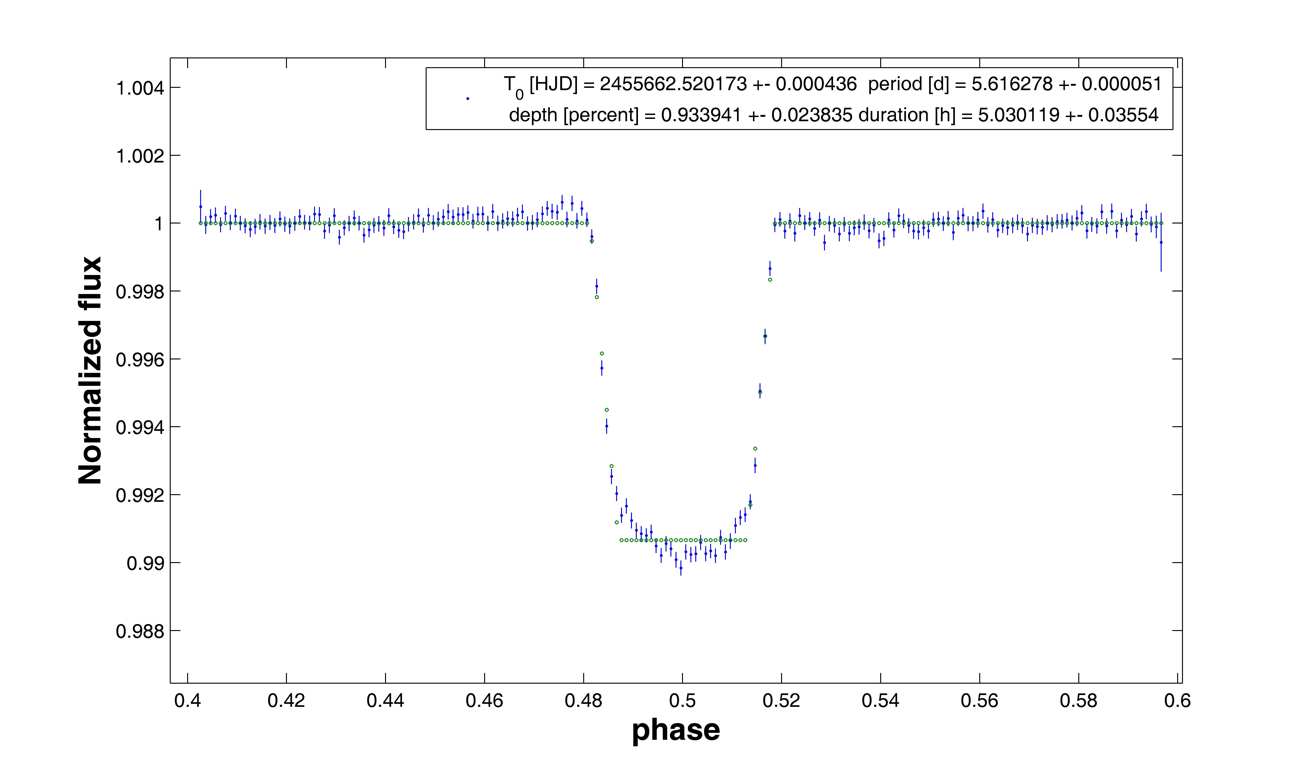 T0 [HJD] = 2455662.520173 +- 0.000436 period [d] = 5.616278 +- 0.000051
depth [percent] = 0.933941 +- 0.023835 duration [h] = 5.030119 +- 0.03554
1.004
1.002
1
0.998
0.996
0.994
0.992
0.99
0.988
Normalized flux
0.4 0.42 0.44 0.46 0.48 0.5 0.52 0.54 0.56 0.58 0.6
phase